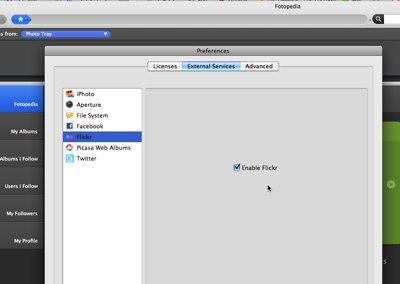 Fotopedia
s from:
Photo Tray
Preferences
Licenses
External Services
Advanced
iPhoto
Aperture
File System
Facebook
Flickr
Picasa Web Albums
Twitter
Enable Flickr
Fotopedia
My Albums
Albums I Follow
Users I Follow
My Followers
My Profile